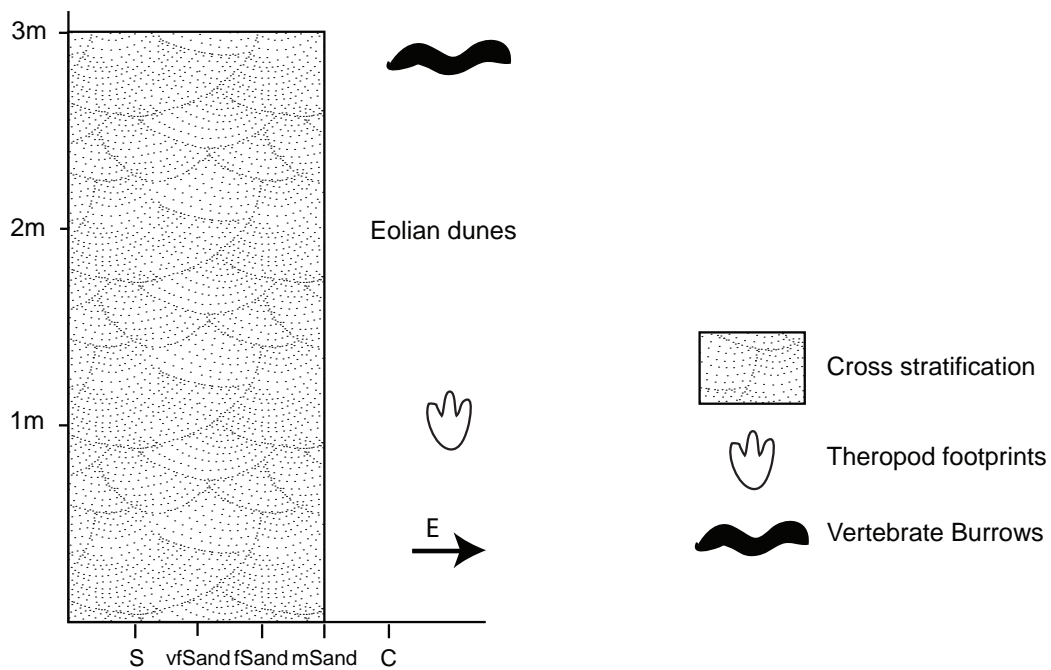 3m
2m
Eolian dunes
1m
E
S vfSand fSand mSand C
Cross stratification
Theropod footprints
Vertebrate Burrows